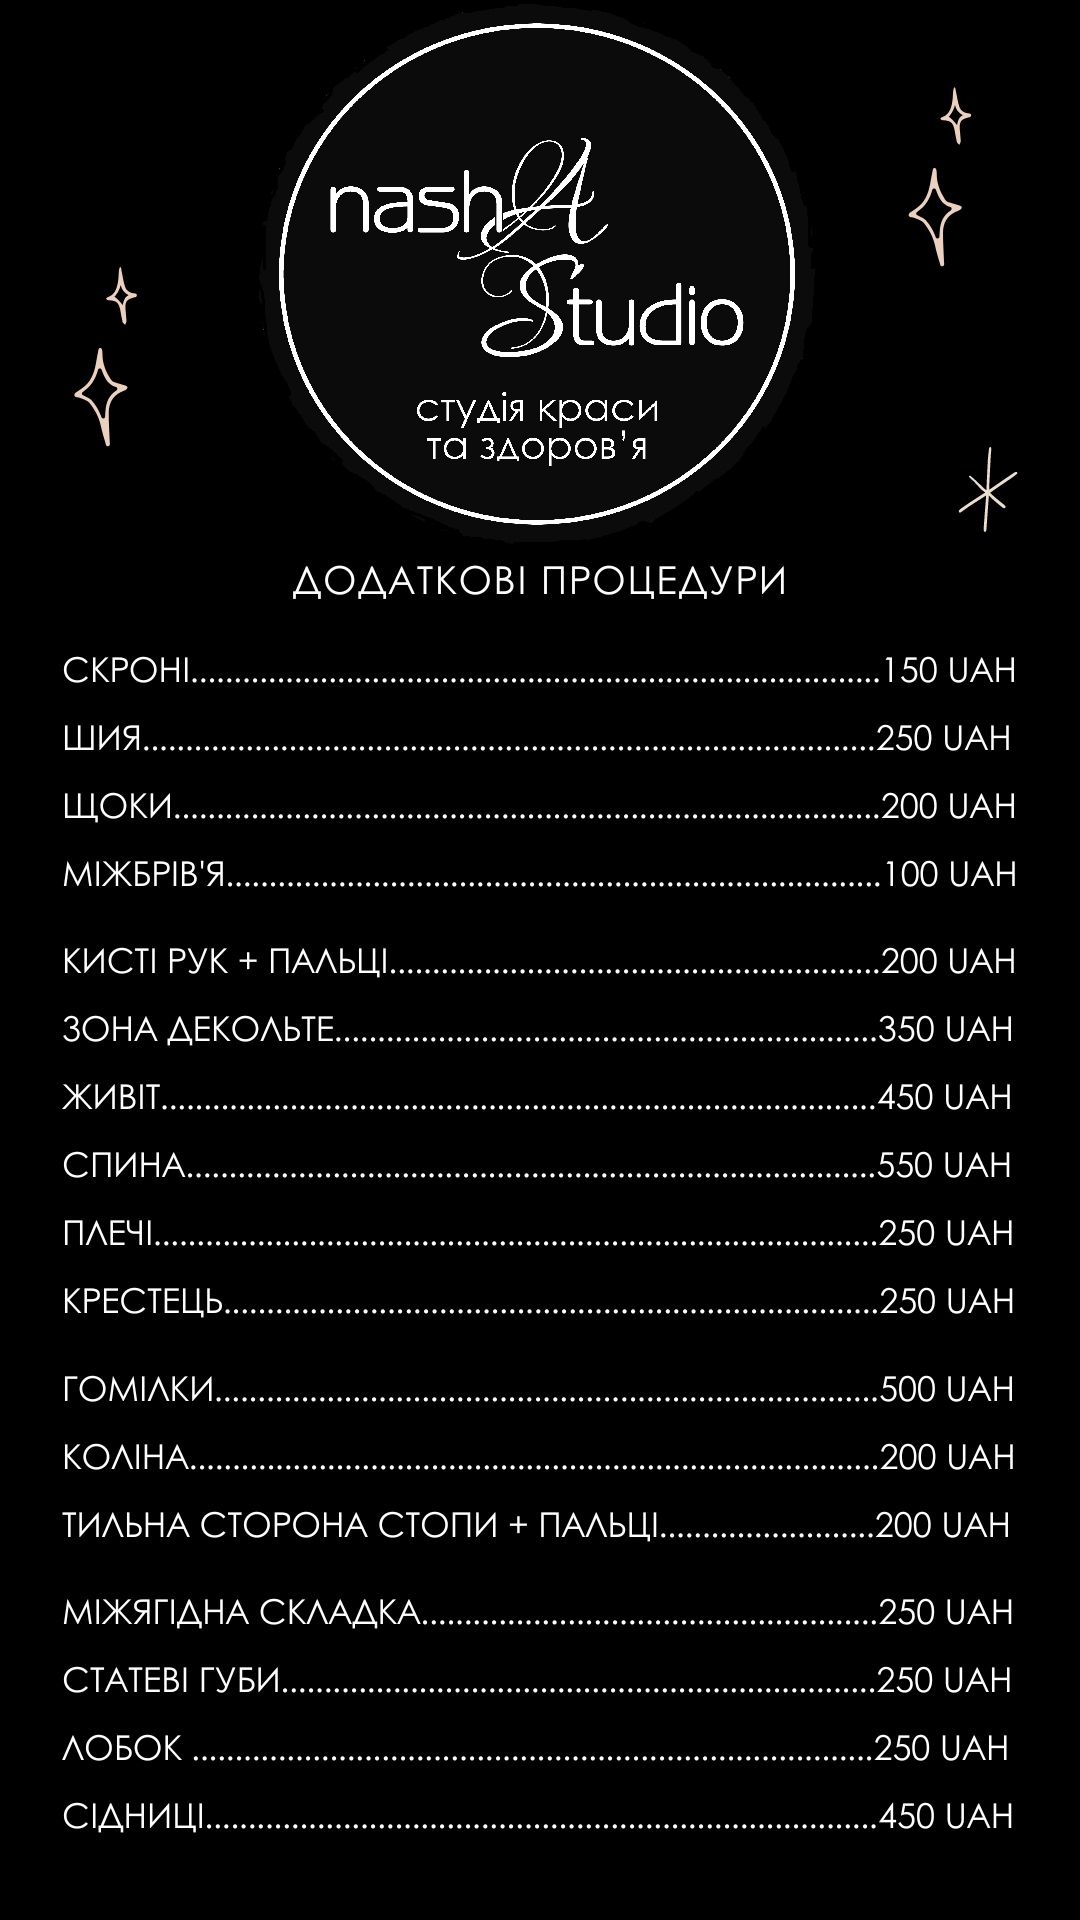 nashA
Studio
студія краси
та здоров’я
ДОДАТКОВІ ПРОЦЕДУРИ
СКРОНІ................................................................................150 UAH
ШИЯ.....................................................................................250 UAH
ЩОКИ..................................................................................200 UAH
МІЖБРІВ'Я............................................................................100 UAH
КИСТІ РУК + ПАЛЬЦІ.........................................................200 UAH
ЗОНА ДЕКОЛЬТЕ...............................................................350 UAH
ЖИВІТ...................................................................................450 UAH
СПИНА................................................................................550 UAH
ПЛЕЧІ....................................................................................250 UAH
КРЕСТЕЦЬ............................................................................250 UAH
ГОМІЛКИ.............................................................................500 UAH
КОЛІНА................................................................................200 UAH
ТИЛЬНА СТОРОНА СТОПИ + ПАЛЬЦІ.........................200 UAH
МІЖЯГІДНА СКЛАДКА.....................................................250 UAH
СТАТЕВІ ГУБИ.....................................................................250 UAH
ЛОБОК ...............................................................................250 UAH
СІДНИЦІ..............................................................................450 UAH